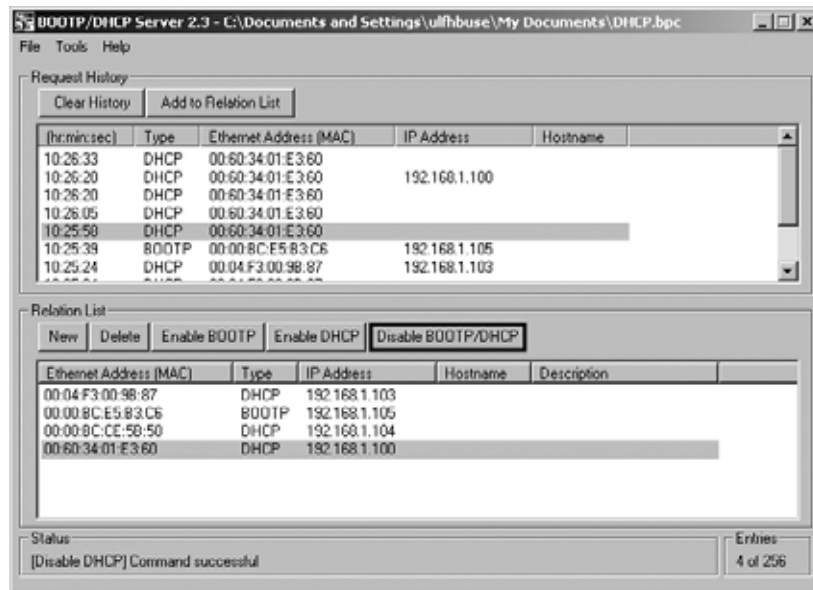 BOOTP/DHCP Server 2.3 - C:\Documents and Settings\ulfhbuse\My Documents\DHCP.bpc
File Tools Help
Request History
Clear History Add to Relation List
(hr:min:sec) Type Ethernet Address (MAC) IP Address Hostname
10:26:33 DHCP 00:60:34:01:E3:60
10:26:20 DHCP 00:60:34:01:E3:60 192.168.1.100
10:26:20 DHCP 00:60:34:01:E3:60
10:26:05 DHCP 00:60:34:01:E3:60
10:25:58 DHCP 00:60:34:01:E3:60
10:25:39 BOOTP 00:00:BC:E5:B3:C6 192.168.1.105
10:25:24 DHCP 00:04:F3:00:9B:87 192.168.1.103
Relation List
New Delete Enable BOOTP Enable DHCP Disable BOOTP/DHCP
Ethernet Address (MAC) Type IP Address Hostname Description
00:04:F3:00:9B:87 DHCP 192.168.1.103
00:00:BC:E5:B3:C6 BOOTP 192.168.1.105
00:00:BC:CE:5B:50 DHCP 192.168.1.104
00:60:34:01:E3:60 DHCP 192.168.1.100
Status
[Disable DHCP] Command successful
Entries
4 of 256